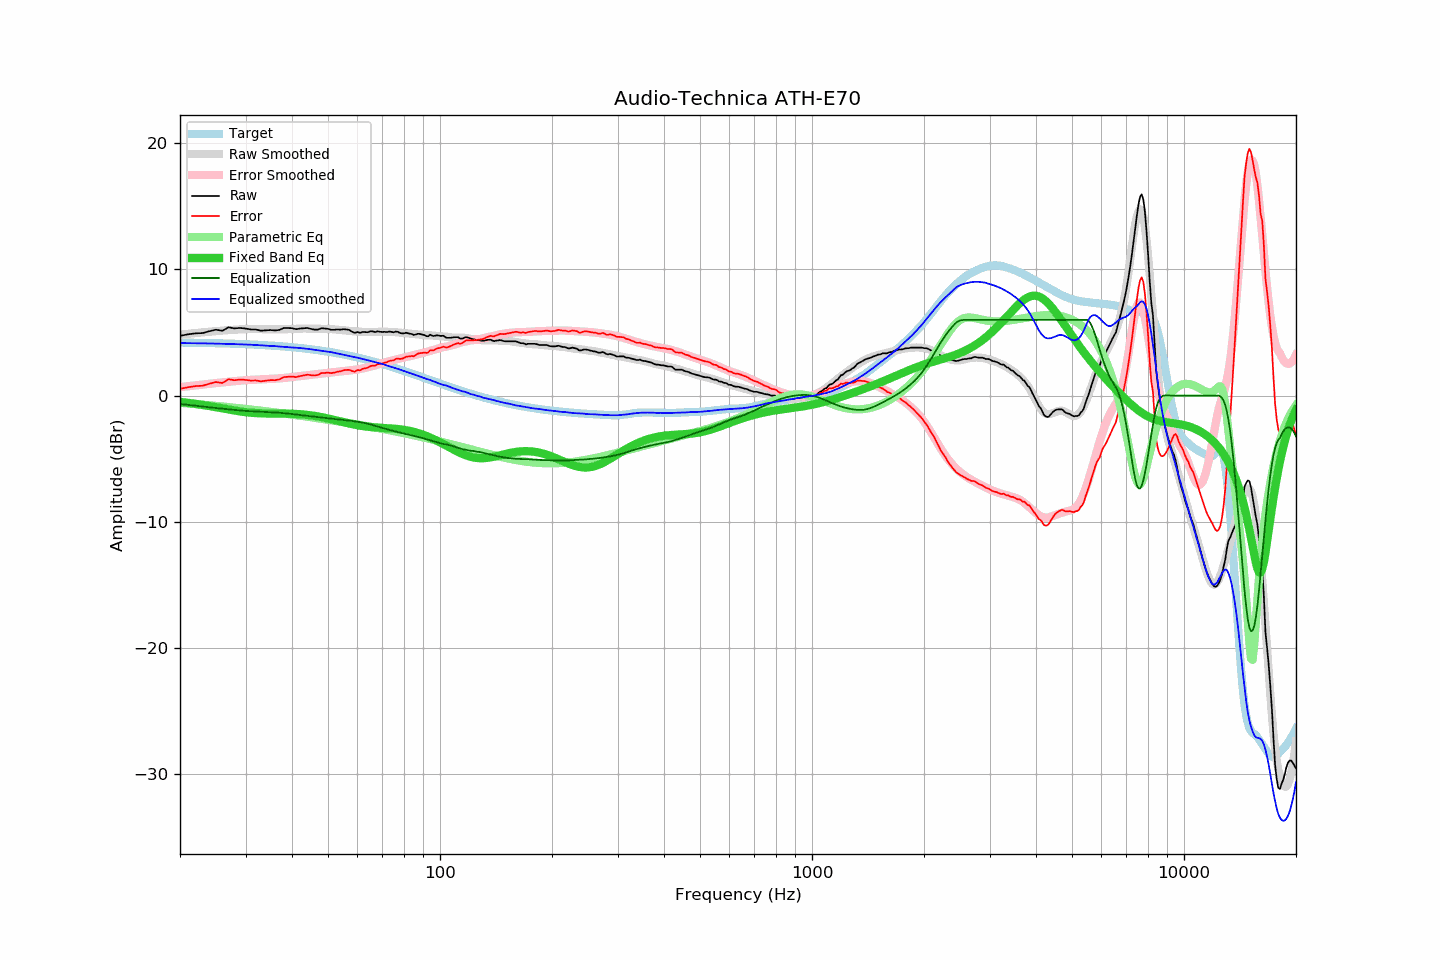 Audio-Technica ATH-E70
Target
Raw Smoothed
Error Smoothed
Raw
Error
Parametric Eq
Fixed Band Eq
Equalization
Equalized smoothed
20
10
0
−10
−20
−30
Amplitude (dBr)
100
1000
10000
Frequency (Hz)